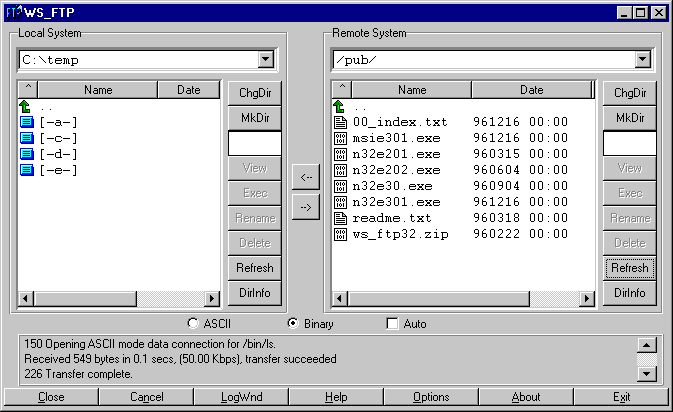 WS_FTP
Local System
C:\temp
^ Name Date
..
[-a-]
[-c-]
[-d-]
[-e-]
ChgDir
MkDir
View
Exec
Rename
Delete
Refresh
DirInfo
<--
-->
Remote System
/pub/
^ Name Date
..
00_index.txt 961216 00:00
msie301.exe 961216 00:00
n32e201.exe 960315 00:00
n32e202.exe 960604 00:00
n32e30.exe 960904 00:00
n32e301.exe 961216 00:00
readme.txt 960318 00:00
ws_ftp32.zip 960222 00:00
ChgDir
MkDir
View
Exec
Rename
Delete
Refresh
DirInfo
ASCII Binary Auto
150 Opening ASCII mode data connection for /bin/ls.
Received 549 bytes in 0.1 secs, (50.00 Kbps), transfer succeeded
226 Transfer complete.
Close Cancel LogWnd Help Options About Exit